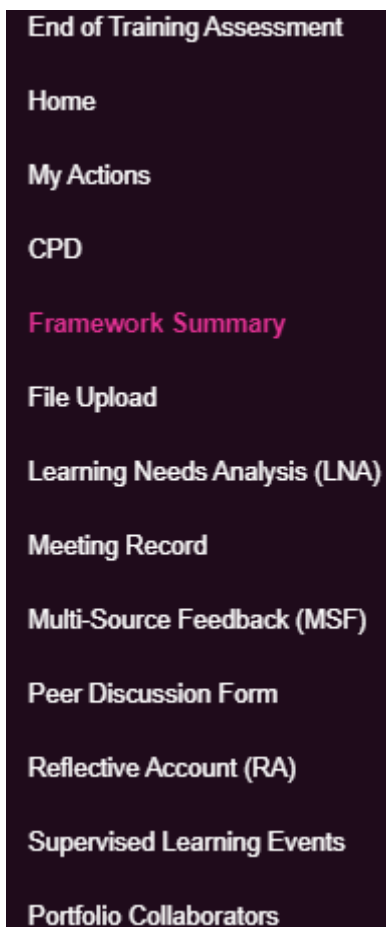 End of Training Assessment
Home
My Actions
CPD
Framework Summary
File Upload
Learning Needs Analysis (LNA)
Meeting Record
Multi-Source Feedback (MSF)
Peer Discussion Form
Reflective Account (RA)
Supervised Learning Events
Portfolio Collaborators